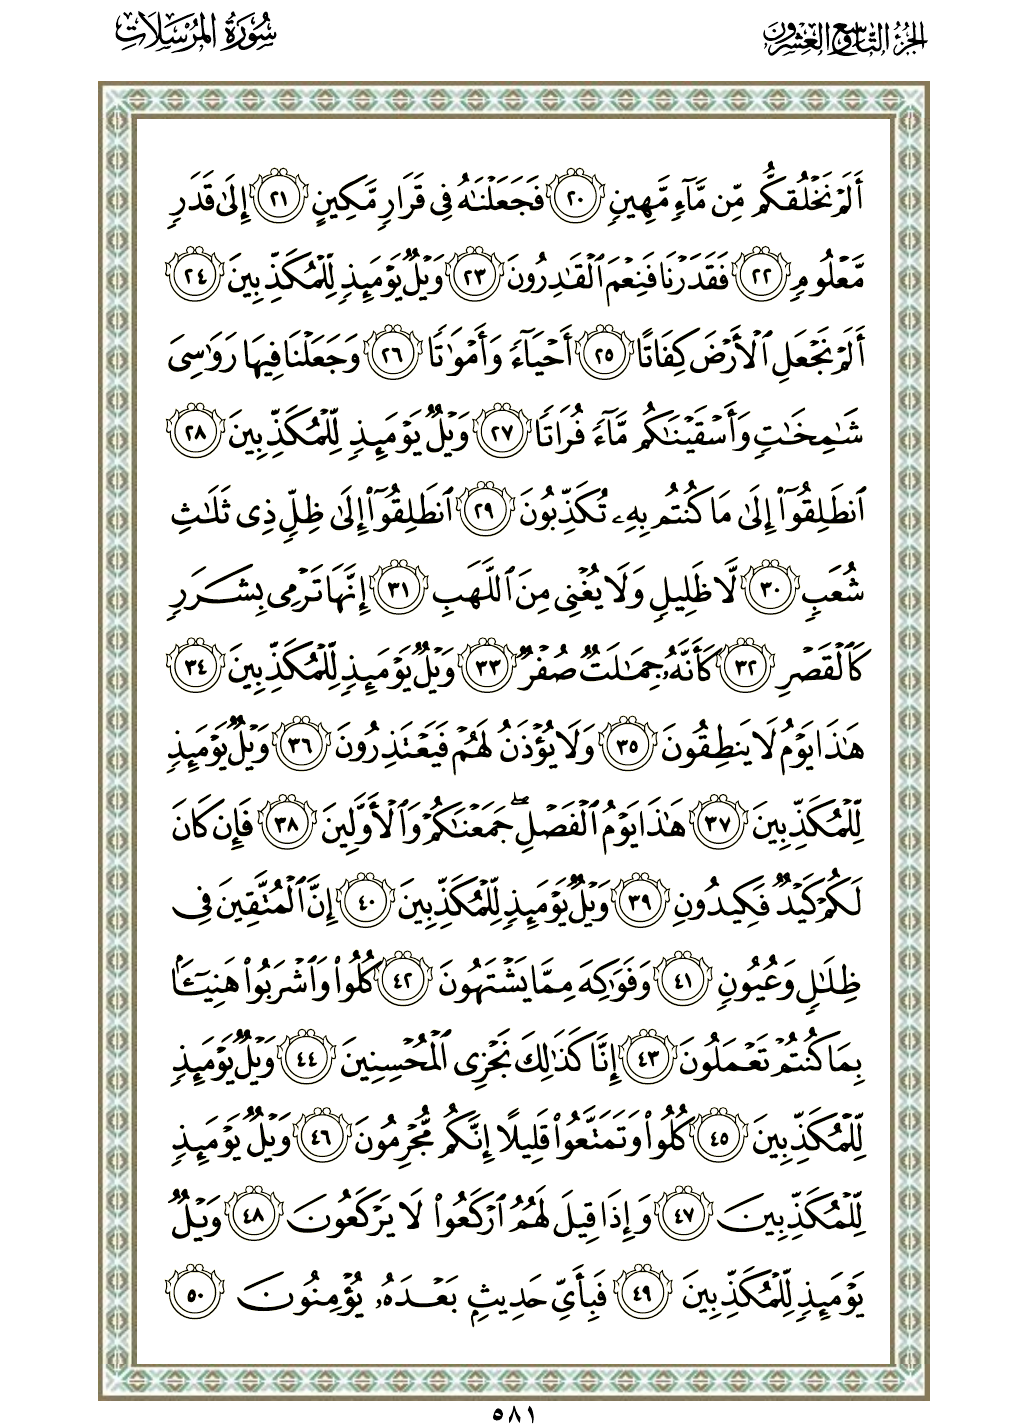 الجزء التاسع والعشرون
سورة المرسلات
أَلَمۡ نَخۡلُقكُّم مِّن مَّآءٖ مَّهِينٖ ٢٠ فَجَعَلۡنَٰهُ فِي قَرَارٖ مَّكِينٍ ٢١ إِلَىٰ قَدَرٖ
مَّعۡلُومٖ ٢٢ فَقَدَرۡنَا فَنِعۡمَ ٱلۡقَٰدِرُونَ ٢٣ وَيۡلٞ يَوۡمَئِذٖ لِّلۡمُكَذِّبِينَ ٢٤
أَلَمۡ نَجۡعَلِ ٱلۡأَرۡضَ كِفَاتًا ٢٥ أَحۡيَآءٗ وَأَمۡوَٰتٗا ٢٦ وَجَعَلۡنَا فِيهَا رَوَٰسِيَ
شَٰمِخَٰتٖ وَأَسۡقَيۡنَٰكُم مَّآءٗ فُرَاتٗا ٢٧ وَيۡلٞ يَوۡمَئِذٖ لِّلۡمُكَذِّبِينَ ٢٨
ٱنطَلِقُوٓاْ إِلَىٰ مَا كُنتُم بِهِۦ تُكَذِّبُونَ ٢٩ ٱنطَلِقُوٓاْ إِلَىٰ ظِلّٖ ذِي ثَلَٰثِ
شُعَبٖ ٣٠ لَّا ظَلِيلٖ وَلَا يُغۡنِي مِنَ ٱللَّهَبِ ٣١ إِنَّهَا تَرۡمِي بِشَرَرٖ
كَٱلۡقَصۡرِ ٣٢ كَأَنَّهُۥ جِمَٰلَتٞ صُفۡرٞ ٣٣ وَيۡلٞ يَوۡمَئِذٖ لِّلۡمُكَذِّبِينَ ٣٤
هَٰذَا يَوۡمُ لَا يَنطِقُونَ ٣٥ وَلَا يُؤۡذَنُ لَهُمۡ فَيَعۡتَذِرُونَ ٣٦ وَيۡلٞ يَوۡمَئِذٖ
لِّلۡمُكَذِّبِينَ ٣٧ هَٰذَا يَوۡمُ ٱلۡفَصۡلِۖ جَمَعۡنَٰكُمۡ وَٱلۡأَوَّلِينَ ٣٨ فَإِن كَانَ
لَكُمۡ كَيۡدٞ فَكِيدُونِ ٣٩ وَيۡلٞ يَوۡمَئِذٖ لِّلۡمُكَذِّبِينَ ٤٠ إِنَّ ٱلۡمُتَّقِينَ فِي
ظِلَٰلٖ وَعُيُونٖ ٤١ وَفَوَٰكِهَ مِمَّا يَشۡتَهُونَ ٤٢ كُلُواْ وَٱشۡرَبُواْ هَنِيٓـَٔۢا
بِمَا كُنتُمۡ تَعۡمَلُونَ ٤٣ إِنَّا كَذَٰلِكَ نَجۡزِي ٱلۡمُحۡسِنِينَ ٤٤ وَيۡلٞ يَوۡمَئِذٖ
لِّلۡمُكَذِّبِينَ ٤٥ كُلُواْ وَتَمَتَّعُواْ قَلِيلًا إِنَّكُم مُّجۡرِمُونَ ٤٦ وَيۡلٞ يَوۡمَئِذٖ
لِّلۡمُكَذِّبِينَ ٤٧ وَإِذَا قِيلَ لَهُمُ ٱرۡكَعُواْ لَا يَرۡكَعُونَ ٤٨ وَيۡلٞ
يَوۡمَئِذٖ لِّلۡمُكَذِّبِينَ ٤٩ فَبِأَيِّ حَدِيثِۭ بَعۡدَهُۥ يُؤۡمِنُونَ ٥٠
٥٨١